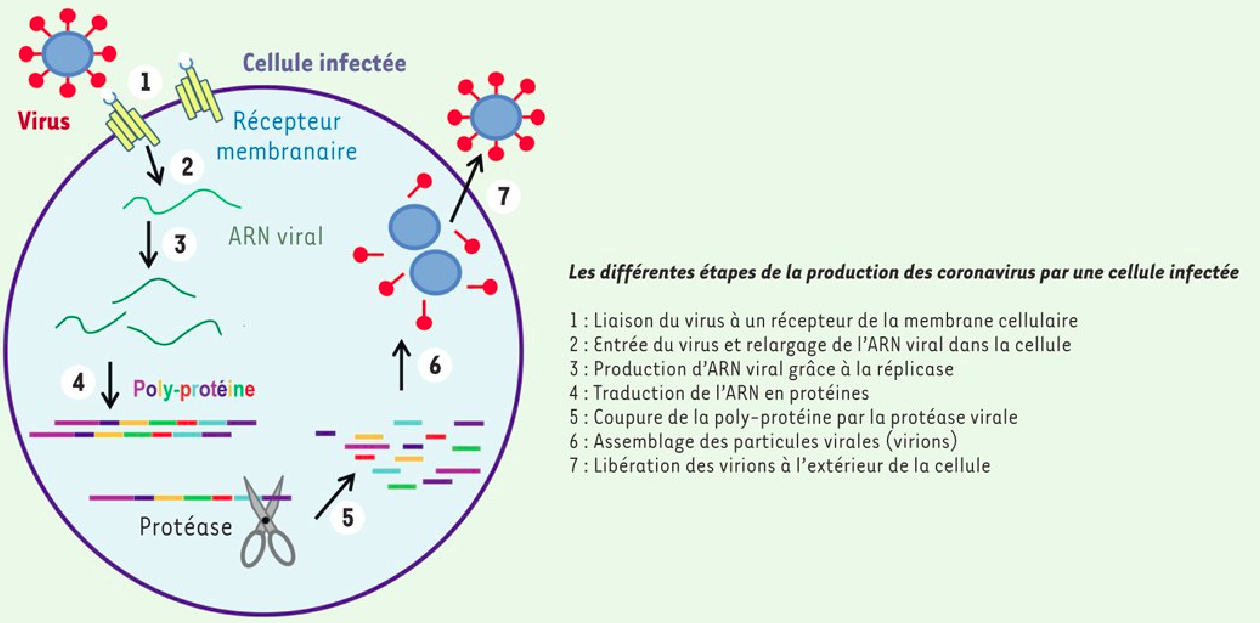 Cellule infectée
1
Virus
Récepteur
membranaire
2
7
ARN viral
3
4
Poly-protéine
6
Protéase
5
Les différentes étapes de la production des coronavirus par une cellule infectée
1 : Liaison du virus à un récepteur de la membrane cellulaire
2 : Entrée du virus et relargage de l'ARN viral dans la cellule
3 : Production d'ARN viral grâce à la réplicase
4 : Traduction de l'ARN en protéines
5 : Coupure de la poly-protéine par la protéase virale
6 : Assemblage des particules virales (virions)
7 : Libération des virions à l'extérieur de la cellule